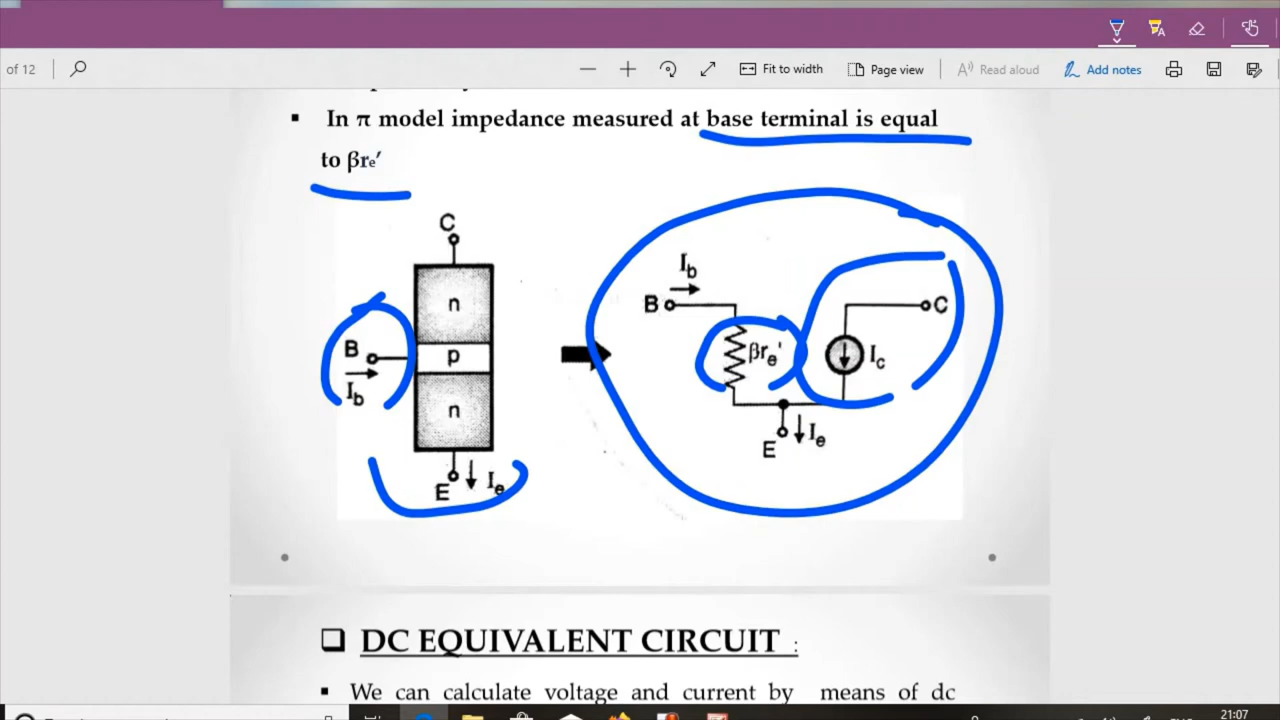 of 12
Fit to width
Page view
Read aloud
Add notes
▪ In π model impedance measured at base terminal is equal
to βre′
C
n
B
p
Ib
n
E
Ie
Ib
B
C
βre'
Ic
E
Ie
❑ DC EQUIVALENT CIRCUIT :
▪ We can calculate voltage and current by means of dc
21:07